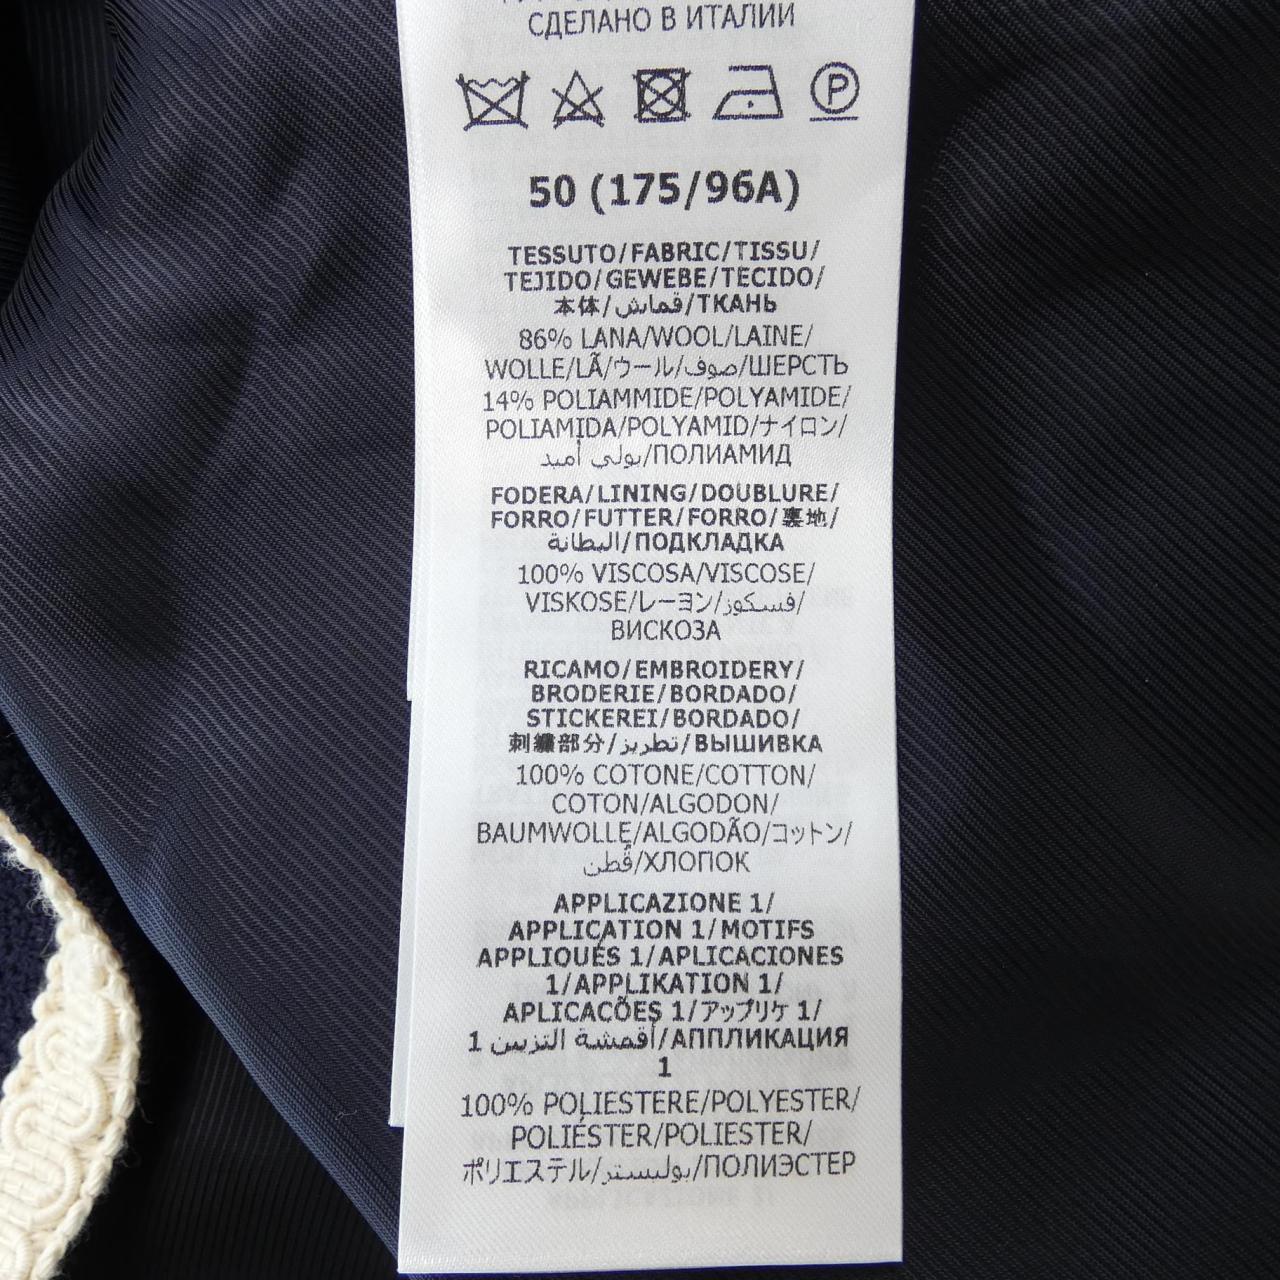 СДЕЛАНО В ИТАЛИИ
P
50 (175/96A)
TESSUTO/FABRIC/TISSU/
TEJIDO/GEWEBE/TECIDO/
本体/قماش/ТКАНЬ
86% LANA/WOOL/LAINE/
WOLLE/LÃ/ウール/صوف/ШЕРСТЬ
14% POLIAMMIDE/POLYAMIDE/
POLIAMIDA/POLYAMID/ナイロン/
بولي أميد/ПОЛИАМИД
FODERA/LINING/DOUBLURE/
FORRO/FUTTER/FORRO/裏地/
البطانة/ПОДКЛАДКА
100% VISCOSA/VISCOSE/
VISKOSE/レーヨン/فسكوز/
ВИСКОЗА
RICAMO/EMBROIDERY/
BRODERIE/BORDADO/
STICKEREI/BORDADO/
刺繍部分/تطريز/ВЫШИВКА
100% COTONE/COTTON/
COTON/ALGODON/
BAUMWOLLE/ALGODÃO/コットン/
قُطن/ХЛОПОК
APPLICAZIONE 1/
APPLICATION 1/MOTIFS
APPLIQUÉS 1/APLICACIONES
1/APPLIKATION 1/
APLICACÕES 1/アップリケ 1/
أقمشة التزيين 1/АППЛИКАЦИЯ
1
100% POLIESTERE/POLYESTER/
POLIÉSTER/POLIESTER/
ポリエステル/بوليستر/ПОЛИЭСТЕР